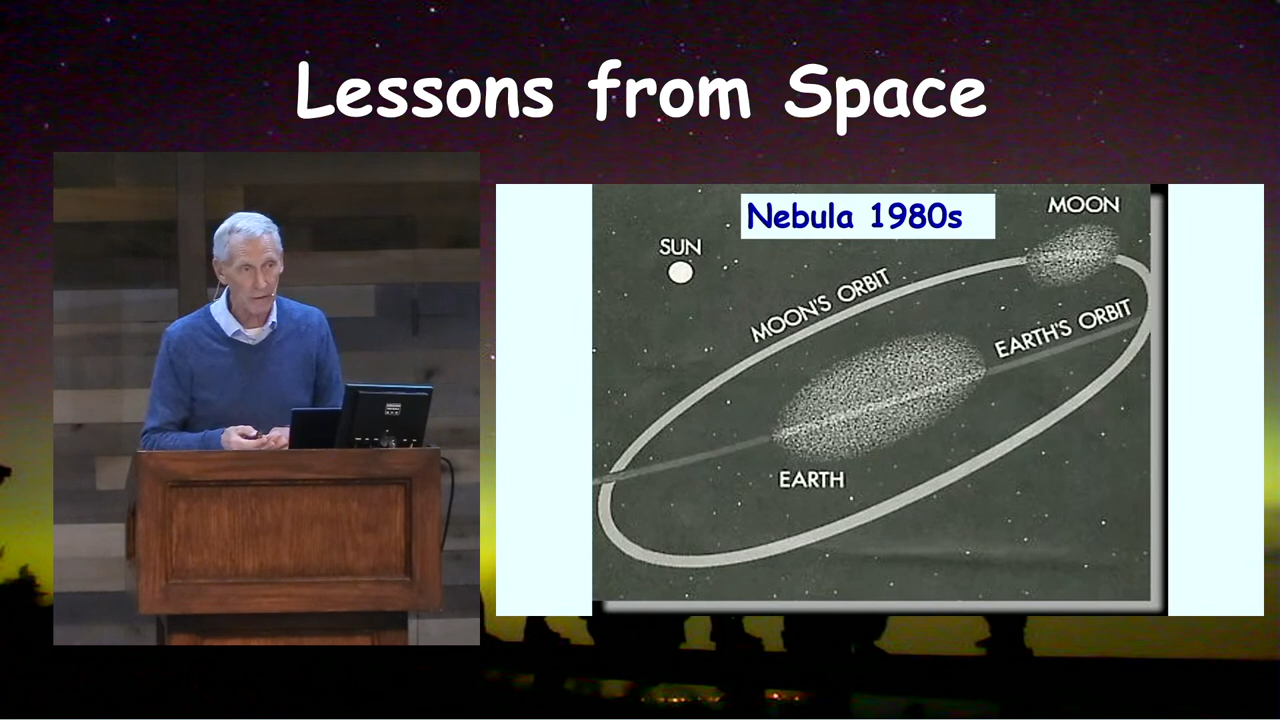 Lessons from Space
Nebula 1980s
MOON
SUN
MOON'S ORBIT
EARTH'S ORBIT
EARTH